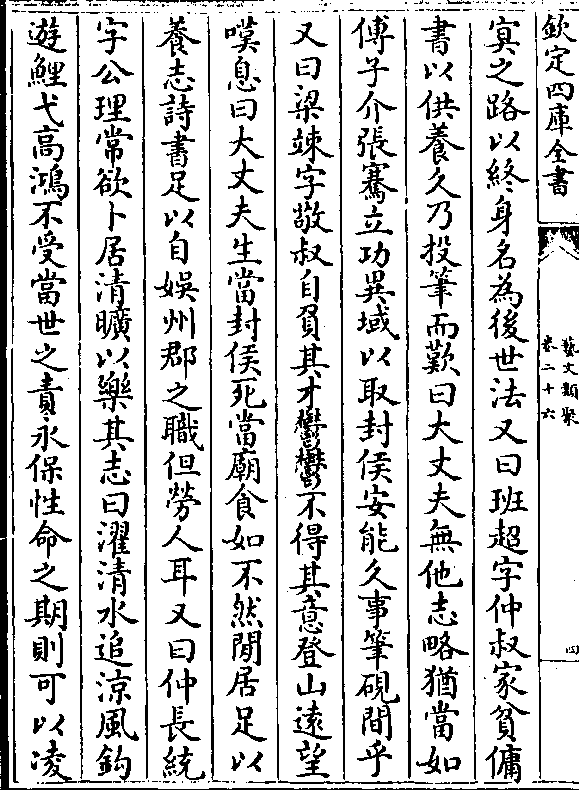 欽定四庫全書
藝文類聚
卷二十六
四
寞之路以終身名為後世法又曰班超字仲叔家貧傭
書以供養久乃投筆而歎曰大丈夫無他志略猶當如
傅子介張騫立功異域以取封侯安能久事筆硯間乎
又曰梁竦字敬叔自負其才鬱鬱不得其意登山遠望
嘆息曰大丈夫生當封侯死當廟食如不然閒居足以
養志詩書足以自娛州郡之職但勞人耳又曰仲長統
字公理常欲卜居清曠以樂其志曰濯清水追涼風釣
遊鯉弋高鴻不受當世之責永保性命之期則可以凌